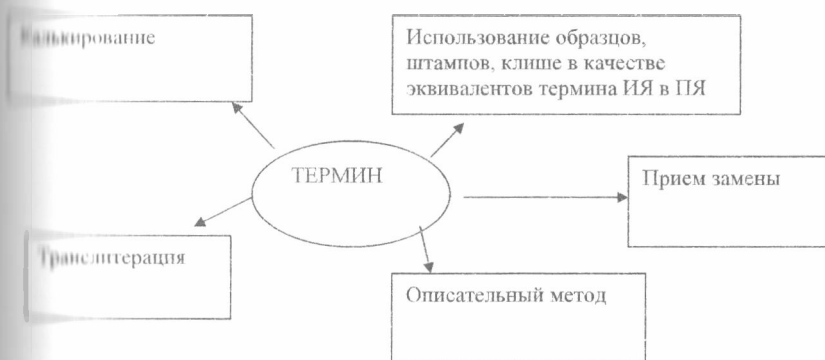 Калькирование
Использование образцов,
штампов, клише в качестве
эквивалентов термина ИЯ в ПЯ
ТЕРМИН
Прием замены
Транслитерация
Описательный метод